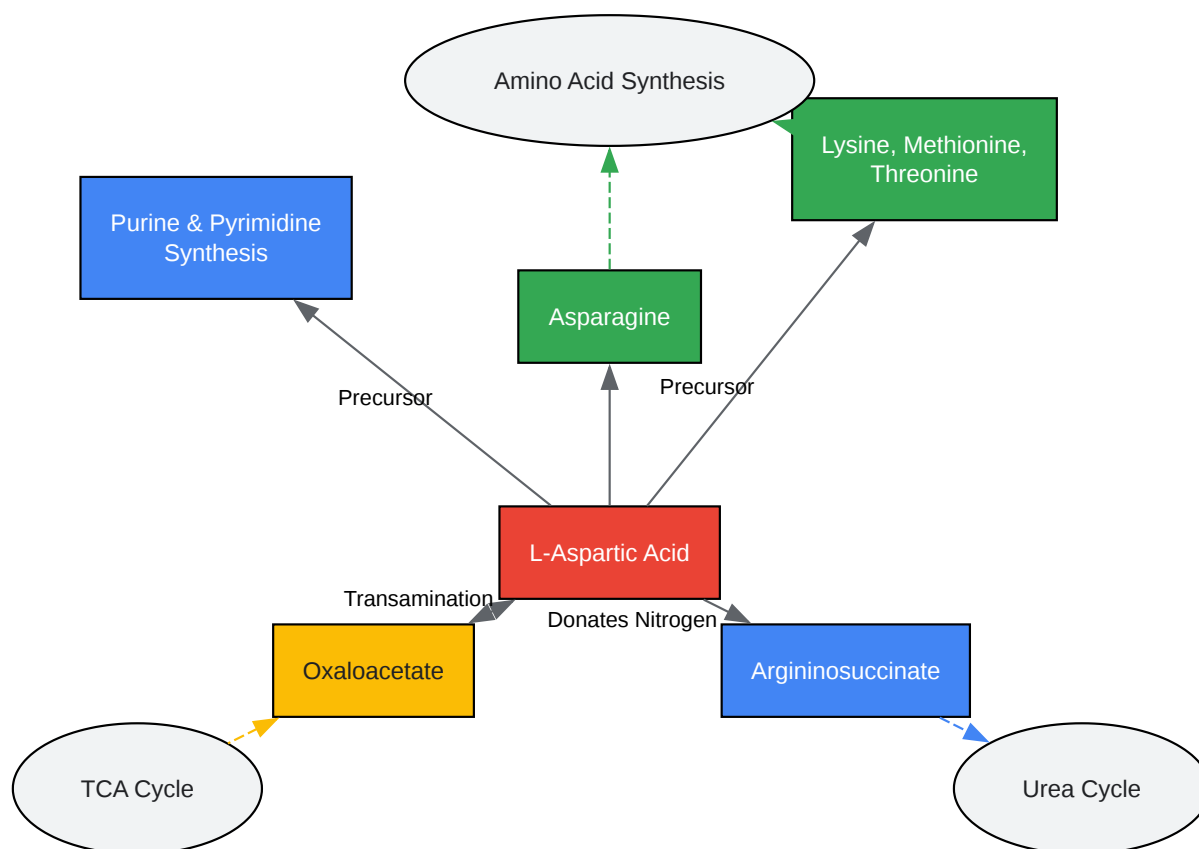 Amino Acid Synthesis
Lysine, Methionine,
Threonine
Purine & Pyrimidine
Synthesis
Asparagine
Precursor
Precursor
L-Aspartic Acid
Transamination
Donates Nitrogen
Oxaloacetate
Argininosuccinate
TCA Cycle
Urea Cycle